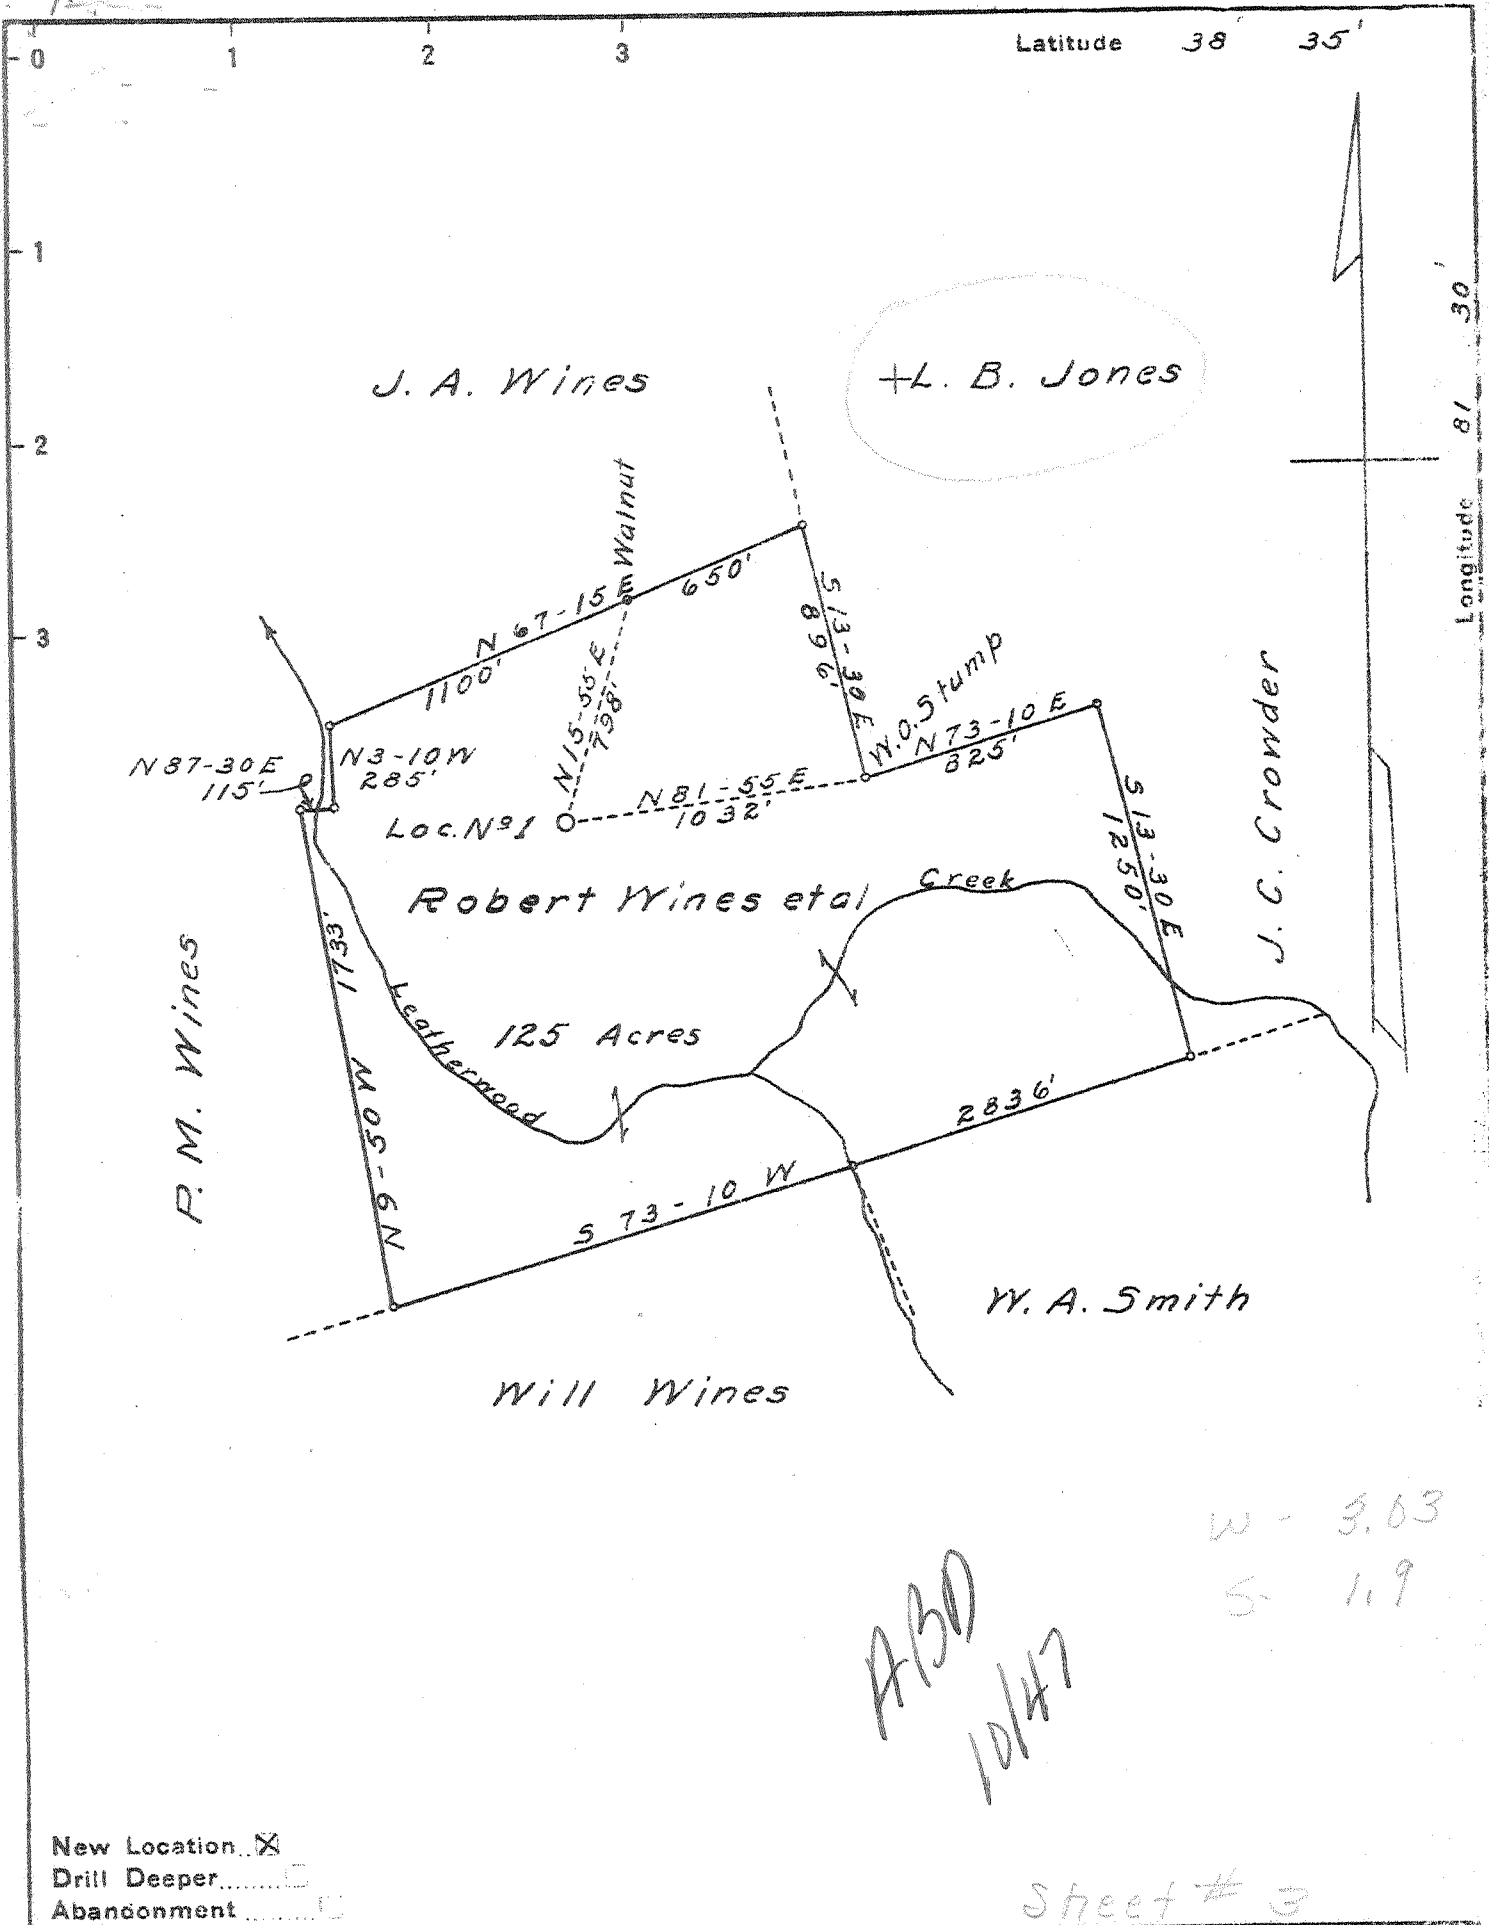 0 1 2 3
Latitude 38 35'
1
2
3
Longitude 81 30'
J. A. Wines
+L. B. Jones
Walnut
N 67-15 E
1100'
650'
N15-55 E
798'
S 13-30 E
896'
W.O. Stump
N 73-10 E
825'
N 87-30 E
115'
N3-10 W
285'
N 81-55 E
1032'
Loc. Nº 1
S 13-30 E
1250'
J. C. Crowder
Robert Wines etal
Creek
1733'
N 9-50 W
P. M. Wines
Leatherwood
125 Acres
2836'
S 73-10 W
W. A. Smith
Will Wines
W - 3.03
S- 1.9
ABD
10/47
New Location..☒
Drill Deeper.......☐
Abandonment.......☐
Sheet # 3